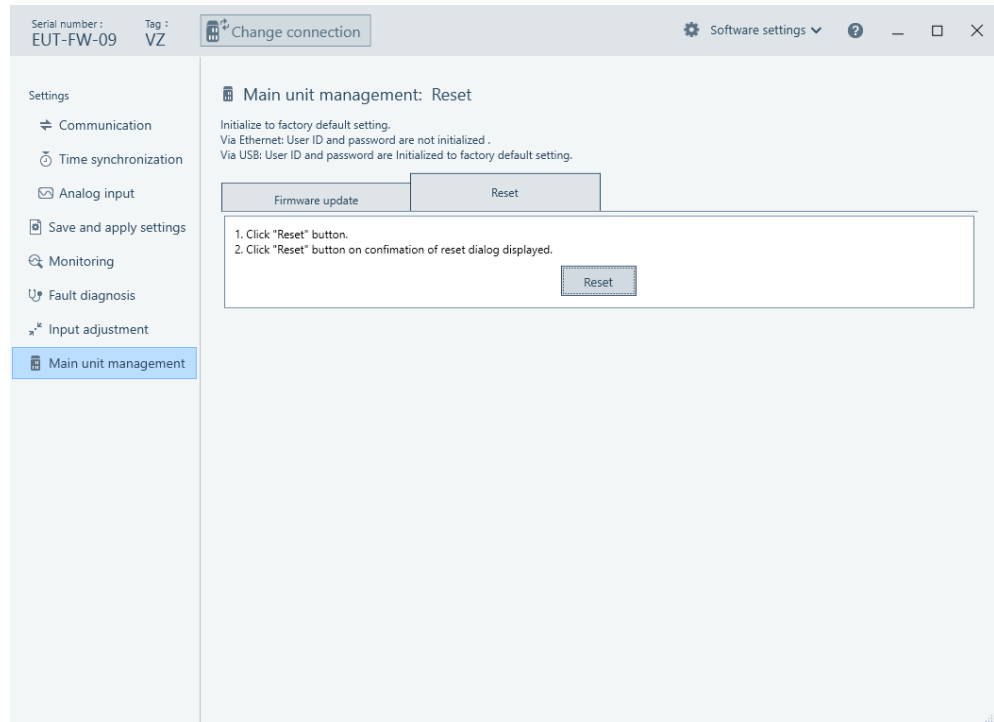 Serial number :
EUT-FW-09
Tag :
VZ
Change connection
Software settings
?
Settings
Communication
Time synchronization
Analog input
Save and apply settings
Monitoring
Fault diagnosis
Input adjustment
Main unit management
Main unit management: Reset
Initialize to factory default setting.
Via Ethernet: User ID and password are not initialized .
Via USB: User ID and password are Initialized to factory default setting.
Firmware update
Reset
1. Click "Reset" button.
2. Click "Reset" button on confimation of reset dialog displayed.
Reset